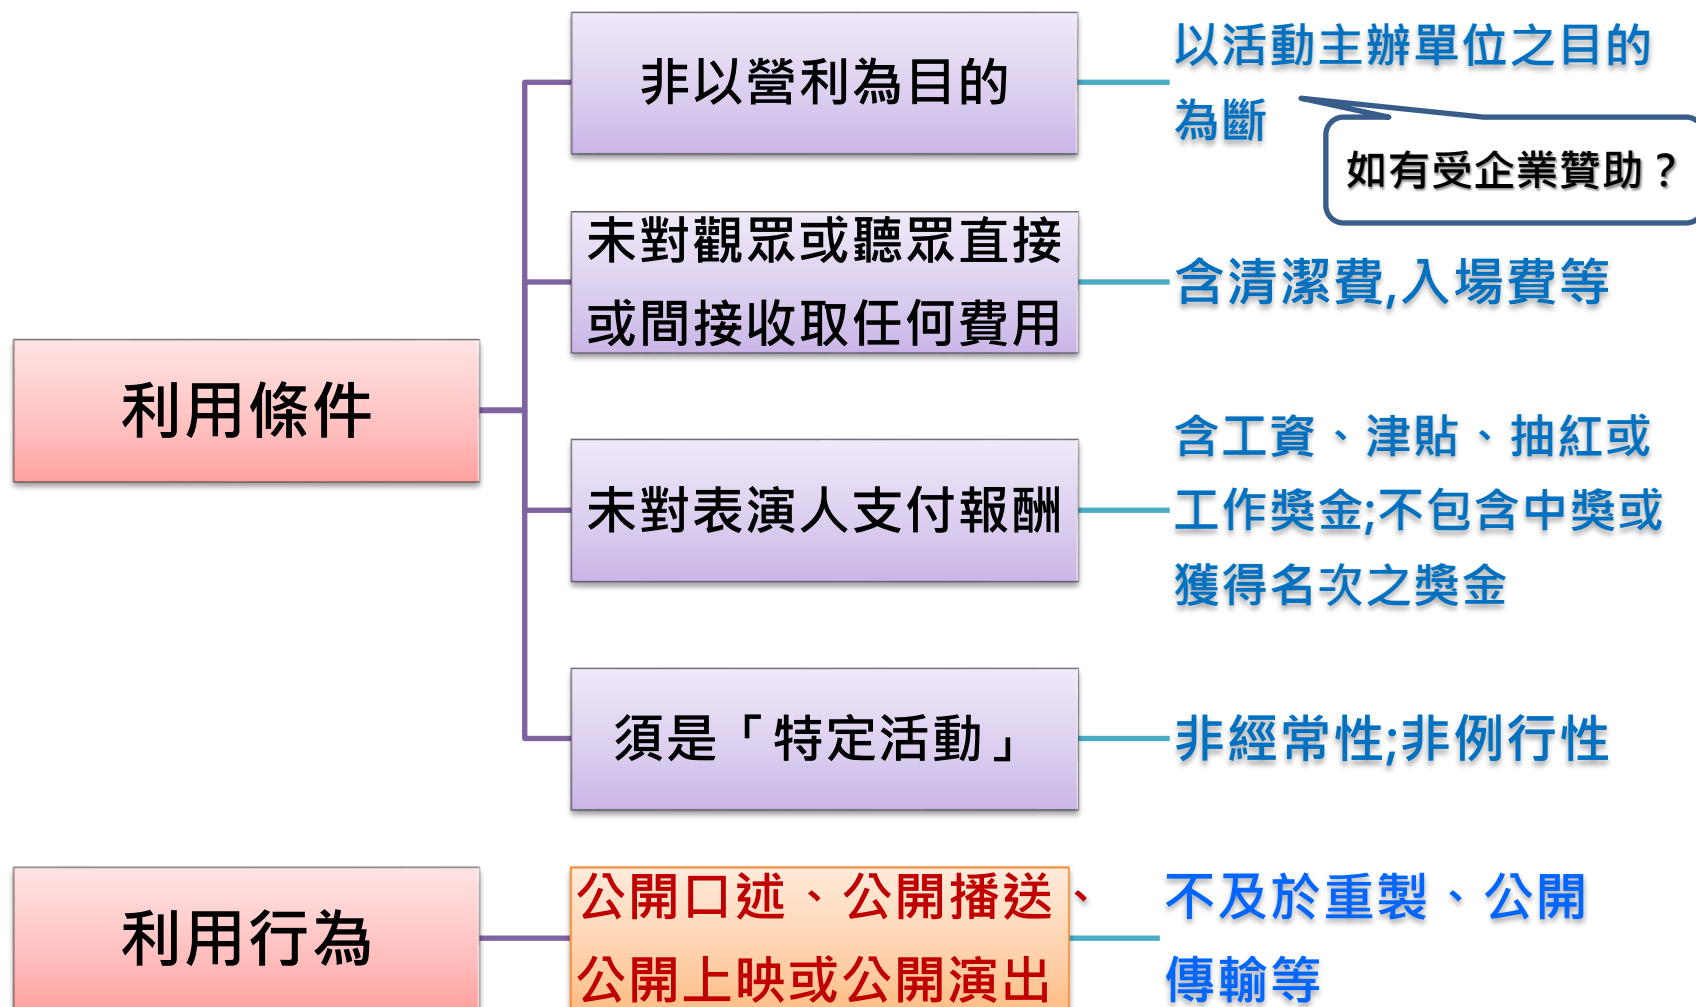 非以營利為目的
以活動主辦單位之目的
為斷
如有受企業贊助？
未對觀眾或聽眾直接
或間接收取任何費用
含清潔費,入場費等
利用條件
未對表演人支付報酬
含工資、津貼、抽紅或
工作獎金;不包含中獎或
獲得名次之獎金
須是「特定活動」
非經常性;非例行性
利用行為
公開口述、公開播送、
公開上映或公開演出
不及於重製、公開
傳輸等